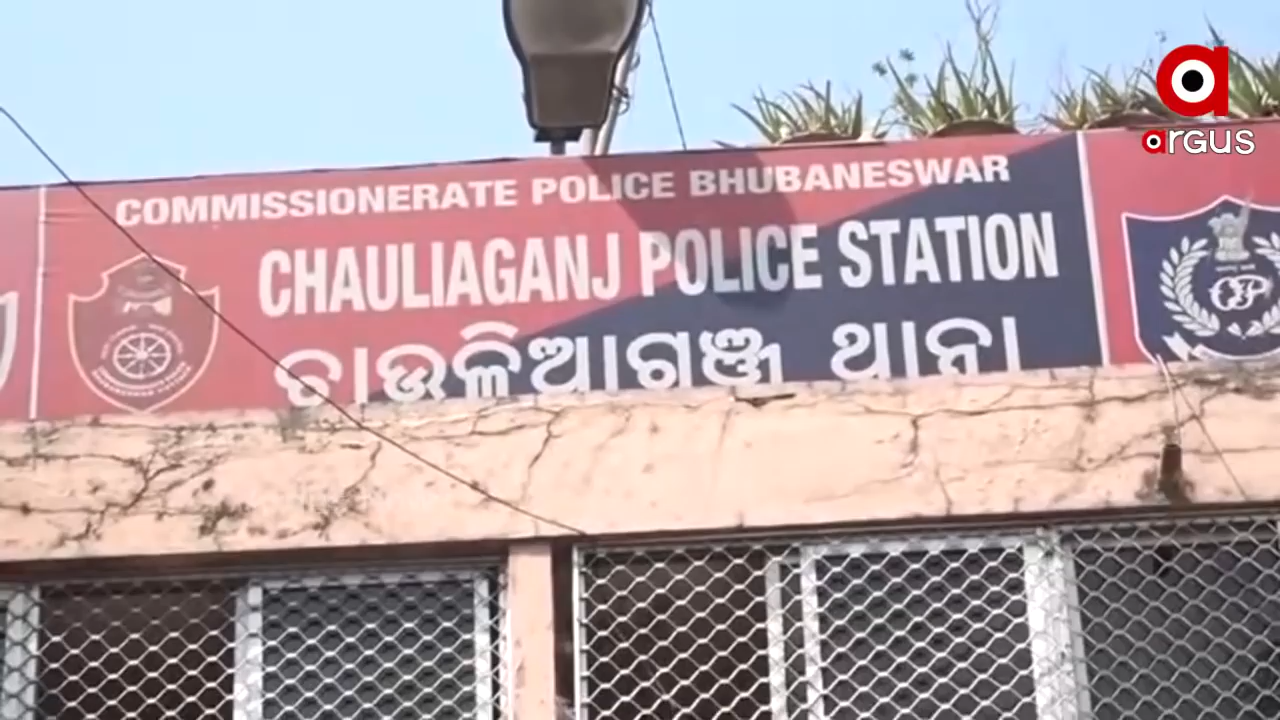 COMMISSIONERATE POLICE BHUBANESWAR
CHAULIAGANJ POLICE STATION
ଚାଉଳିଆଗଞ୍ଜ ଥାନା
argus